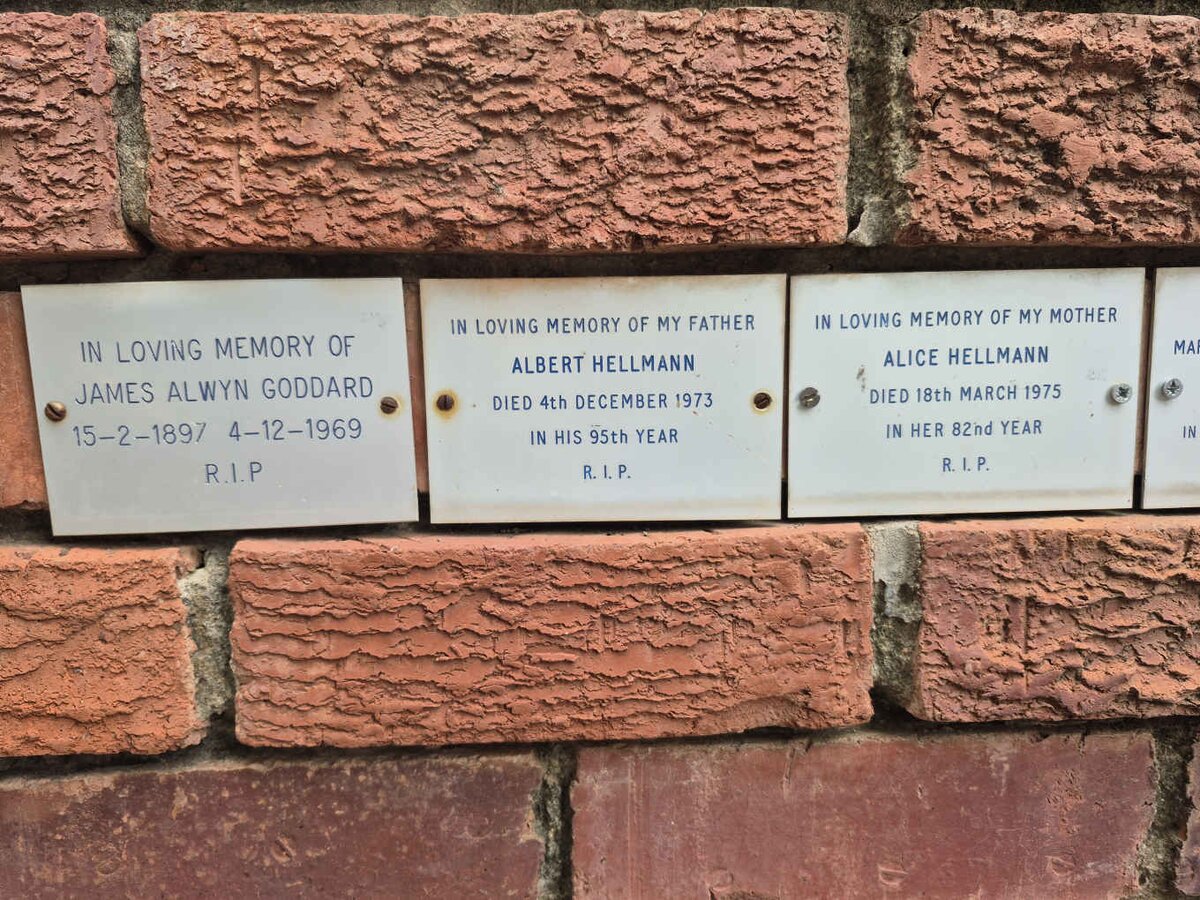 IN LOVING MEMORY OF
JAMES ALWYN GODDARD
15-2-1897 4-12-1969
R.I.P
IN LOVING MEMORY OF MY FATHER
ALBERT HELLMANN
DIED 4th DECEMBER 1973
IN HIS 95th YEAR
R. I. P.
IN LOVING MEMORY OF MY MOTHER
ALICE HELLMANN
DIED 18th MARCH 1975
IN HER 82nd YEAR
R. I. P.
IN